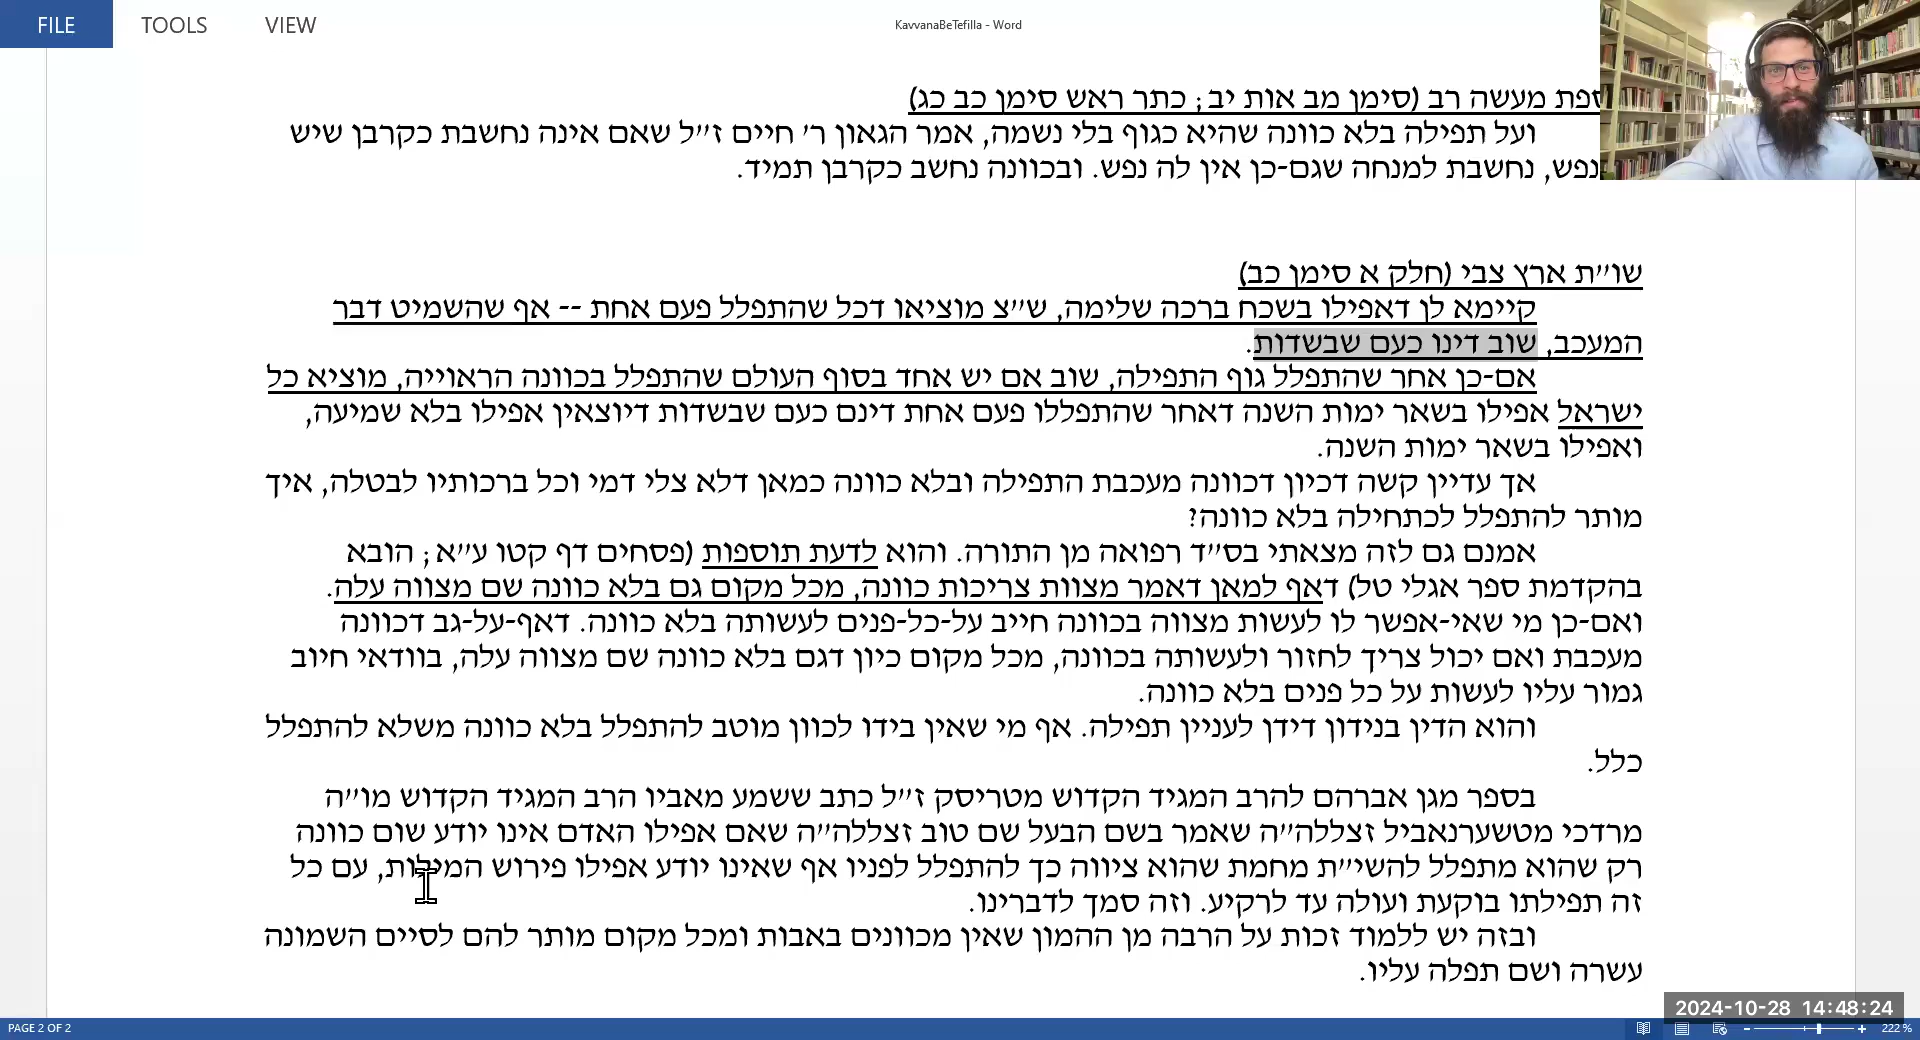 FILE TOOLS VIEW
KavvanaBeTefilla - Word
מעשה רב (סימן מב אות יב; כתר ראש סימן כב כג)
ועל תפילה בלא כוונה שהיא כגוף בלי נשמה, אמר הגאון ר' חיים ז"ל שאם אינה נחשבת כקרבן שיש
נפש, נחשבת למנחה שגם-כן אין לה נפש. ובכוונה נחשב כקרבן תמיד.
שו"ת ארץ צבי (חלק א סימן כב)
קיימא לן דאפילו בשכח ברכה שלימה, ש"צ מוציאו דכל שהתפלל פעם אחת -- אף שהשמיט דבר
המעכב, שוב דינו כעם שבשדות.
אם-כן אחר שהתפלל גוף התפילה, שוב אם יש אחד בסוף העולם שהתפלל בכוונה הראוייה, מוציא כל
ישראל אפילו בשאר ימות השנה דאחר שהתפללו פעם אחת דינם כעם שבשדות דיוצאין אפילו בלא שמיעה,
ואפילו בשאר ימות השנה.
אך עדיין קשה דכיון דכוונה מעכבת התפילה ובלא כוונה כמאן דלא צלי דמי וכל ברכותיו לבטלה, איך
מותר להתפלל לכתחילה בלא כוונה?
אמנם גם לזה מצאתי בס"ד רפואה מן התורה. והוא לדעת תוספות (פסחים דף קטו ע"א; הובא
בהקדמת ספר אגלי טל) דאף למאן דאמר מצוות צריכות כוונה, מכל מקום גם בלא כוונה שם מצווה עלה.
ואם-כן מי שאי-אפשר לו לעשות מצווה בכוונה חייב על-כל-פנים לעשותה בלא כוונה. דאף-על-גב דכוונה
מעכבת ואם יכול צריך לחזור ולעשותה בכוונה, מכל מקום כיון דגם בלא כוונה שם מצווה עלה, בוודאי חיוב
גמור עליו לעשות על כל פנים בלא כוונה.
והוא הדין בנידון דידן לעניין תפילה. אף מי שאין בידו לכוון מוטב להתפלל בלא כוונה משלא להתפלל
כלל.
בספר מגן אברהם להרב המגיד הקדוש מטריסק ז"ל כתב ששמע מאביו הרב המגיד הקדוש מו"ה
מרדכי מטשערנאביל זצללה"ה שאמר בשם הבעל שם טוב זצללה"ה שאם אפילו האדם אינו יודע שום כוונה
רק שהוא מתפלל להשי"ת מחמת שהוא ציווה כך להתפלל לפניו אף שאינו יודע אפילו פירוש המילות, עם כל
זה תפילתו בוקעת ועולה עד לרקיע. וזה סמך לדברינו.
ובזה יש ללמוד זכות על הרבה מן ההמון שאין מכוונים באבות ומכל מקום מותר להם לסיים השמונה
עשרה ושם תפלה עליו.
2024-10-28 14:48:24
PAGE 2 OF 2
222 %